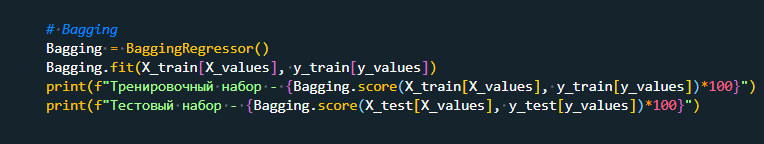 # Bagging
Bagging = BaggingRegressor()
Bagging.fit(X_train[X_values], y_train[y_values])
print(f"Тренировочный набор - {Bagging.score(X_train[X_values], y_train[y_values])*100}")
print(f"Тестовый набор - {Bagging.score(X_test[X_values], y_test[y_values])*100}")